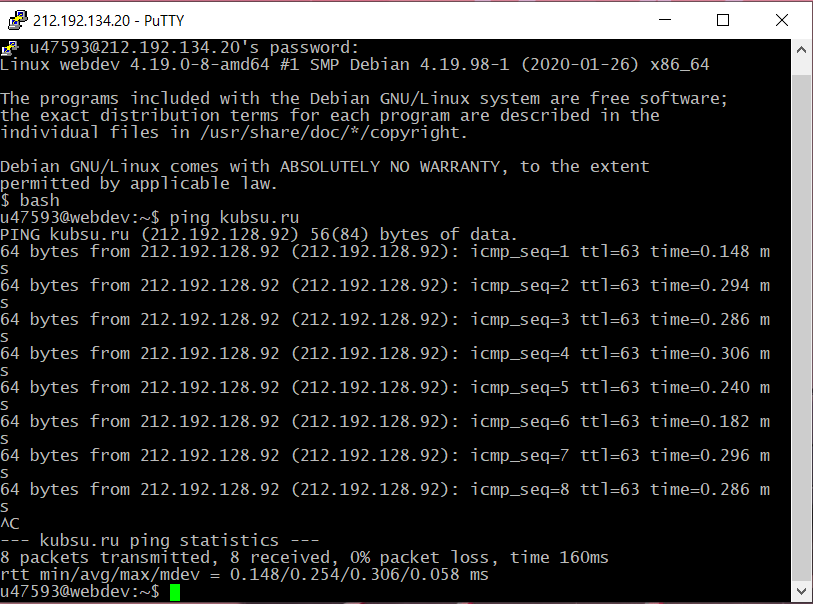 212.192.134.20 - PuTTY
u47593@212.192.134.20's password:
Linux webdev 4.19.0-8-amd64 #1 SMP Debian 4.19.98-1 (2020-01-26) x86_64
The programs included with the Debian GNU/Linux system are free software;
the exact distribution terms for each program are described in the
individual files in /usr/share/doc/*/copyright.
Debian GNU/Linux comes with ABSOLUTELY NO WARRANTY, to the extent
permitted by applicable law.
$ bash
u47593@webdev:~$ ping kubsu.ru
PING kubsu.ru (212.192.128.92) 56(84) bytes of data.
64 bytes from 212.192.128.92 (212.192.128.92): icmp_seq=1 ttl=63 time=0.148 m
s
64 bytes from 212.192.128.92 (212.192.128.92): icmp_seq=2 ttl=63 time=0.294 m
s
64 bytes from 212.192.128.92 (212.192.128.92): icmp_seq=3 ttl=63 time=0.286 m
s
64 bytes from 212.192.128.92 (212.192.128.92): icmp_seq=4 ttl=63 time=0.306 m
s
64 bytes from 212.192.128.92 (212.192.128.92): icmp_seq=5 ttl=63 time=0.240 m
s
64 bytes from 212.192.128.92 (212.192.128.92): icmp_seq=6 ttl=63 time=0.182 m
s
64 bytes from 212.192.128.92 (212.192.128.92): icmp_seq=7 ttl=63 time=0.296 m
s
64 bytes from 212.192.128.92 (212.192.128.92): icmp_seq=8 ttl=63 time=0.286 m
s
^C
--- kubsu.ru ping statistics ---
8 packets transmitted, 8 received, 0% packet loss, time 160ms
rtt min/avg/max/mdev = 0.148/0.254/0.306/0.058 ms
u47593@webdev:~$